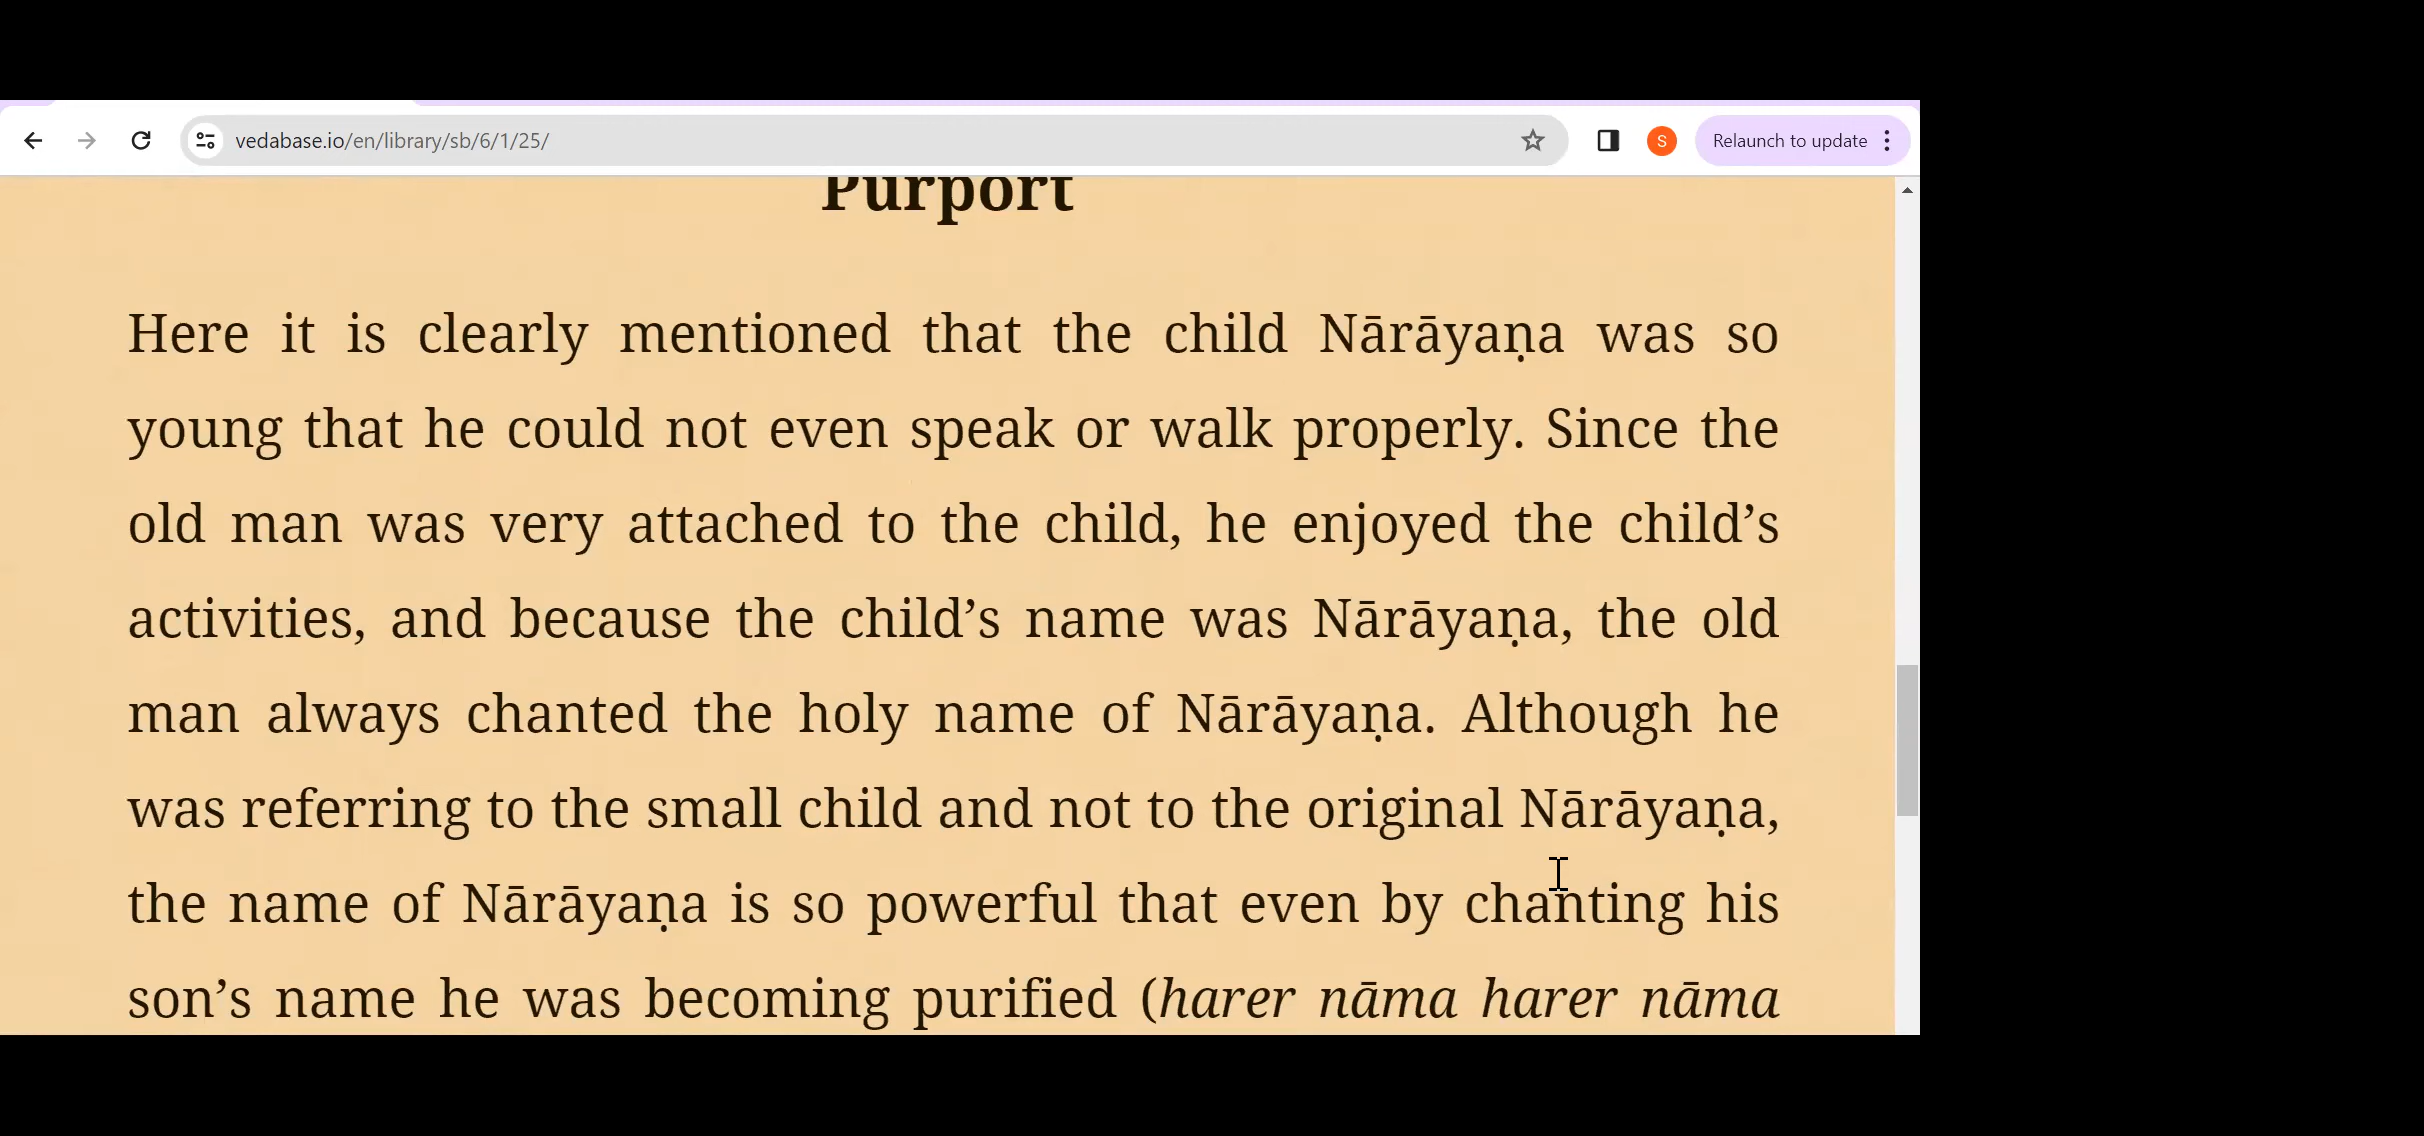 vedabase.io/en/library/sb/6/1/25/
S
Relaunch to update
Purport
Here it is clearly mentioned that the child Nārāyaṇa was so
young that he could not even speak or walk properly. Since the
old man was very attached to the child, he enjoyed the child’s
activities, and because the child’s name was Nārāyaṇa, the old
man always chanted the holy name of Nārāyaṇa. Although he
was referring to the small child and not to the original Nārāyaṇa,
the name of Nārāyaṇa is so powerful that even by chanting his
son’s name he was becoming purified (harer nāma harer nāma